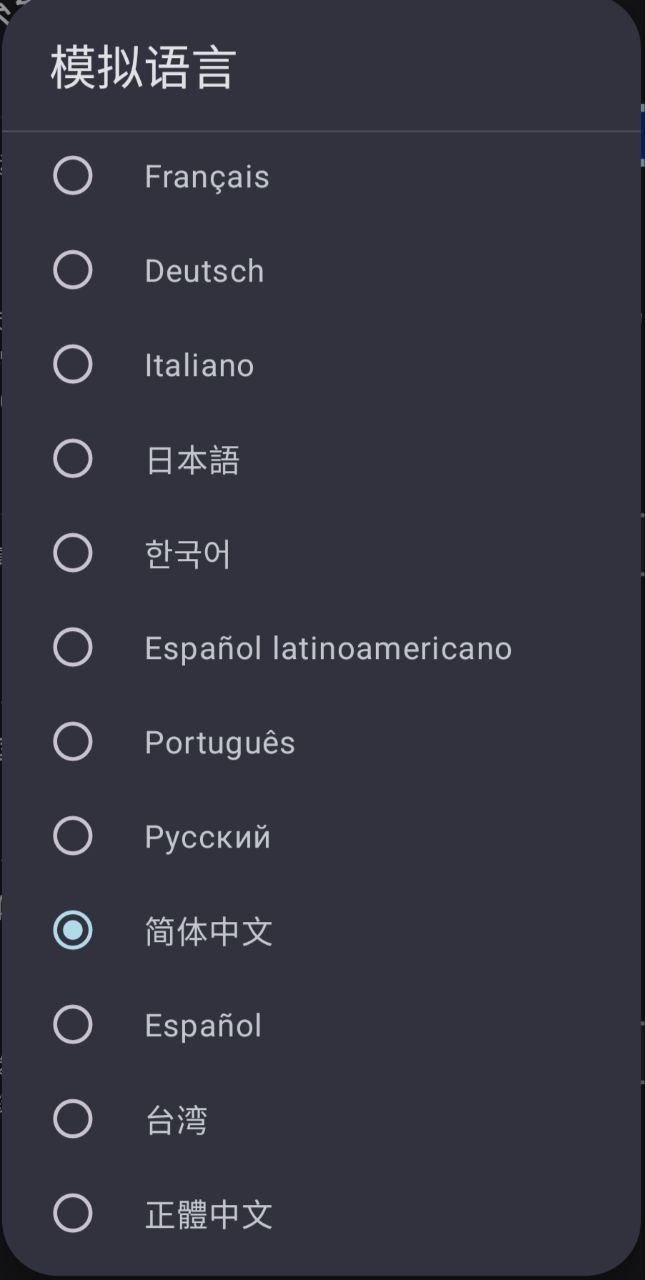 模拟语言
Français
Deutsch
Italiano
日本語
한국어
Español latinoamericano
Português
Русский
简体中文
Español
台湾
正體中文